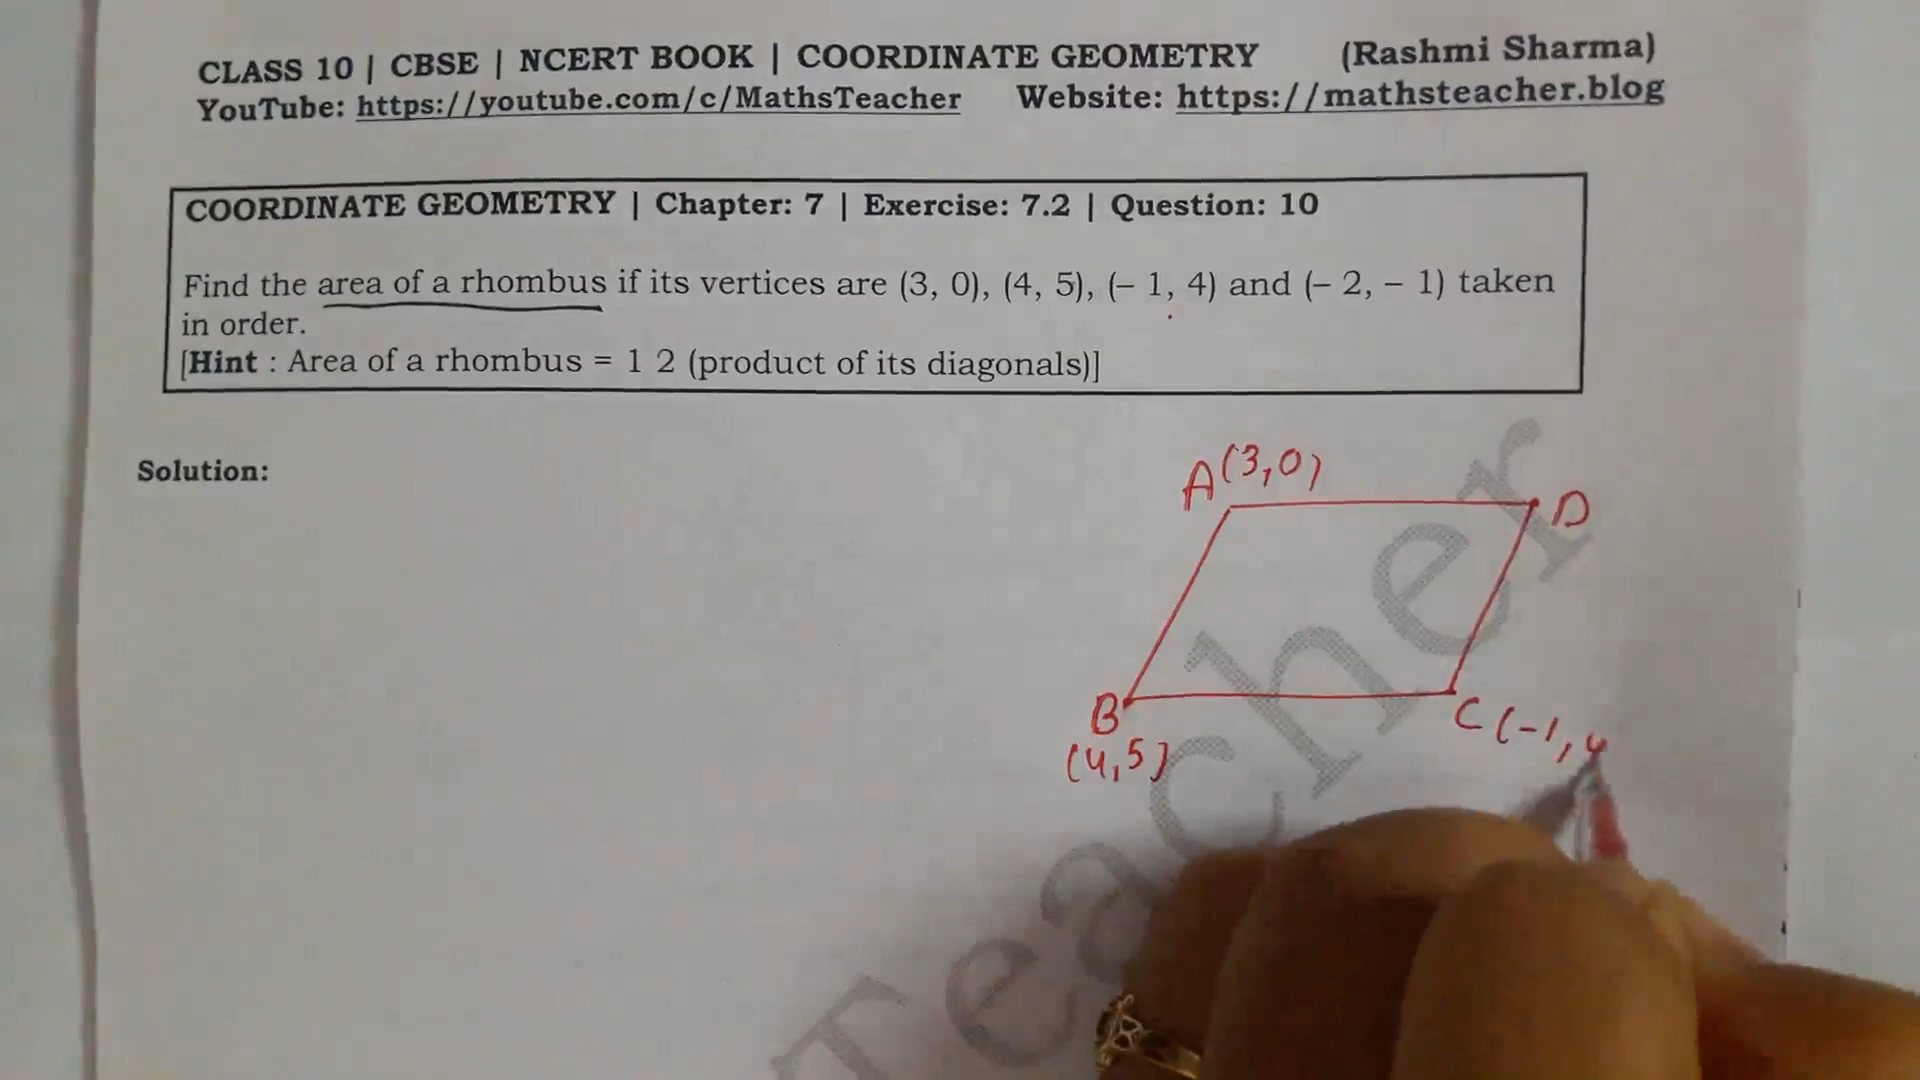 CLASS 10 | CBSE | NCERT BOOK | COORDINATE GEOMETRY (Rashmi Sharma)
YouTube: https://youtube.com/c/MathsTeacher Website: https://mathsteacher.blog
COORDINATE GEOMETRY | Chapter: 7 | Exercise: 7.2 | Question: 10
Find the area of a rhombus if its vertices are (3, 0), (4, 5), (– 1, 4) and (– 2, – 1) taken
in order.
[Hint : Area of a rhombus = 1 2 (product of its diagonals)]
Solution:
A(3,0)
D
B
(4,5)
C(-1,4
Teacher